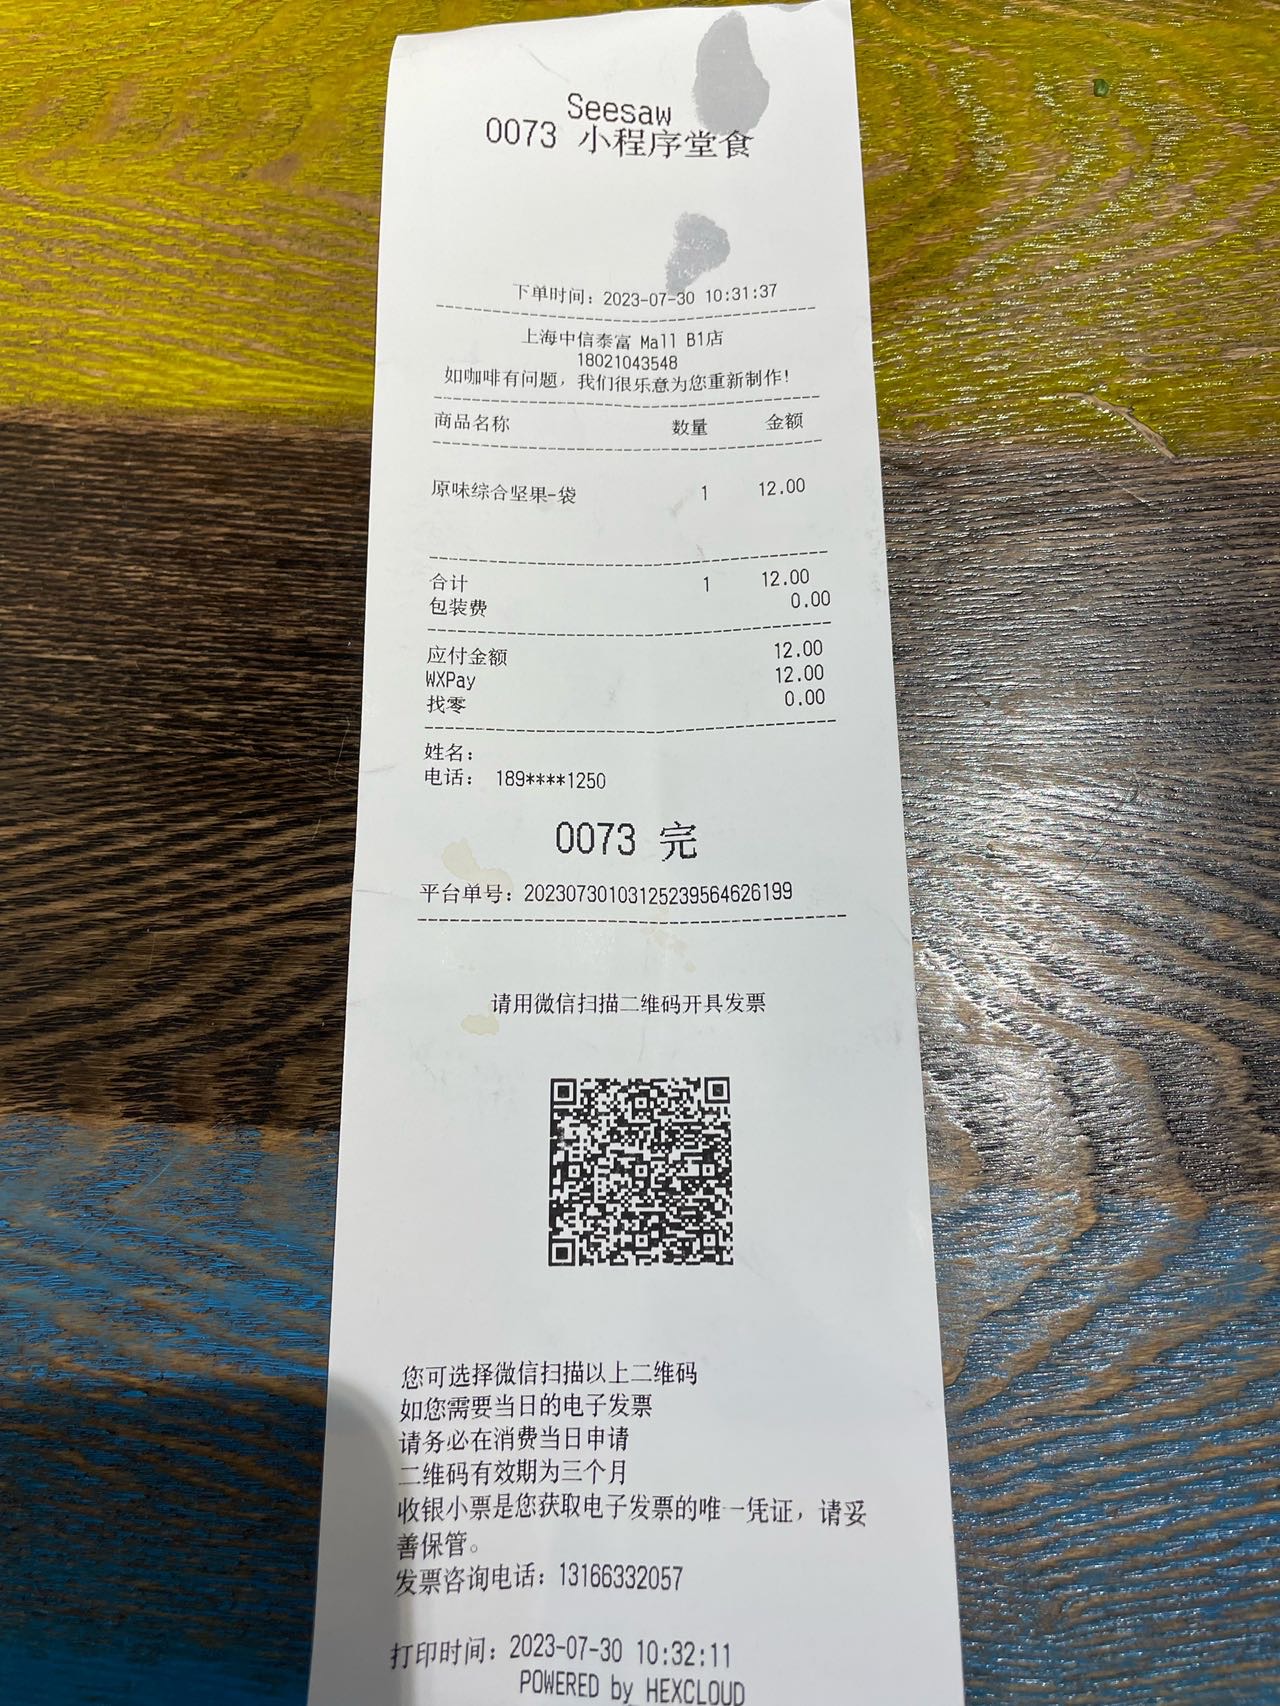 Seesaw
0073 小程序堂食
下单时间：2023-07-30 10:31:37
上海中信泰富 Mall B1店
18021043548
如咖啡有问题，我们很乐意为您重新制作！
商品名称 数量 金额
原味综合坚果-袋 1 12.00
合计 1 12.00
包装费 0.00
应付金额 12.00
WXPay 12.00
找零 0.00
姓名：
电话： 189****1250
0073 完
平台单号：202307301031252395646261​99
请用微信扫描二维码开具发票
您可选择微信扫描以上二维码
如您需要当日的电子发票
请务必在消费当日申请
二维码有效期为三个月
收银小票是您获取电子发票的唯一凭证，请妥
善保管。
发票咨询电话：13166332057
打印时间：2023-07-30 10:32:11
POWERED by HEXCLOUD